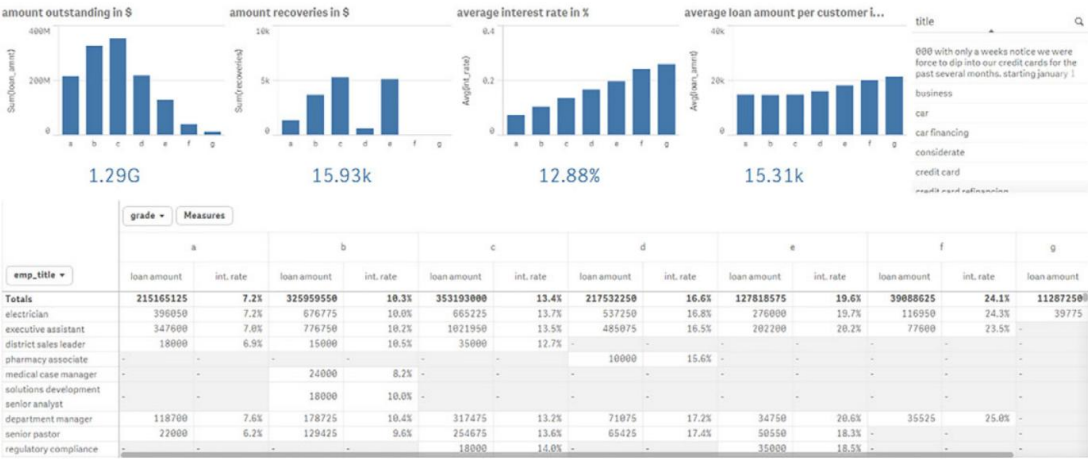 amount outstanding in $
400M
200M
0
Sum(loan_amnt)
a b c d e f g
1.29G
amount recoveries in $
10k
5k
0
Sum(recoveries)
a b c d e f g
15.93k
average interest rate in %
0.4
0.2
0
Avg(int_rate)
a b c d e f g
12.88%
average loan amount per customer i...
40k
20k
0
Avg(loan_amnt)
a b c d e f g
15.31k
title
000 with only a weeks notice we were
force to dip into our credit cards for the
past several months. starting january 1
business
car
car financing
considerate
credit card
credit card refinancing
grade Measures
a b c d e f g
emp_title loan amount int. rate loan amount int. rate loan amount int. rate loan amount int. rate loan amount int. rate loan amount int. rate loan amount
Totals 215165125 7.2% 325959550 10.3% 353193000 13.4% 217532250 16.6% 127818575 19.6% 39088625 24.1% 11287250
electrician 396050 7.2% 676775 10.0% 665225 13.7% 537250 16.8% 276000 19.7% 116950 24.3% 39775
executive assistant 347600 7.0% 776750 10.2% 1021950 13.5% 485075 16.5% 202200 20.2% 77600 23.5% -
district sales leader 18000 6.9% 15000 10.5% 35000 12.7% - - - - - - -
pharmacy associate - - - - - - 10000 15.6% - - - - -
medical case manager - - 24000 8.2% - - - - - - - - -
solutions development
senior analyst - - 18000 10.0% - - - - - - - - -
department manager 118700 7.6% 178725 10.4% 317475 13.2% 71075 17.2% 34750 20.6% 35525 25.0% -
senior pastor 22000 6.2% 129425 9.6% 254675 13.6% 65425 17.4% 50550 18.3% - - -
regulatory compliance - - - - 18000 14.0% - - 35000 18.5% - - -